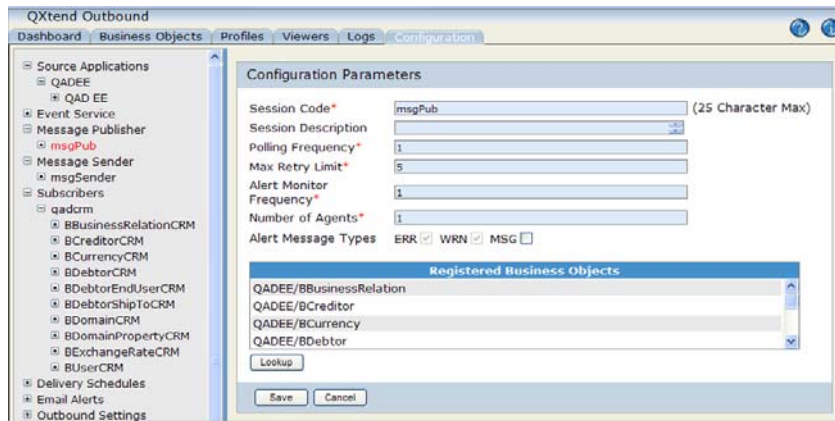 QXtend Outbound
Dashboard Business Objects Profiles Viewers Logs Configuration
Source Applications
QADEE
QAD EE
Event Service
Message Publisher
msgPub
Message Sender
msgSender
Subscribers
qadcrm
BBusinessRelationCRM
BCreditorCRM
BCurrencyCRM
BDebtorCRM
BDebtorEndUserCRM
BDebtorShipToCRM
BDomainCRM
BDomainPropertyCRM
BExchangeRateCRM
BUserCRM
Delivery Schedules
Email Alerts
Outbound Settings
Configuration Parameters
Session Code* msgPub (25 Character Max)
Session Description
Polling Frequency* 1
Max Retry Limit* 5
Alert Monitor
Frequency* 1
Number of Agents* 1
Alert Message Types ERR WRN MSG
Registered Business Objects
QADEE/BBusinessRelation
QADEE/BCreditor
QADEE/BCurrency
QADEE/BDebtor
Lookup
Save Cancel